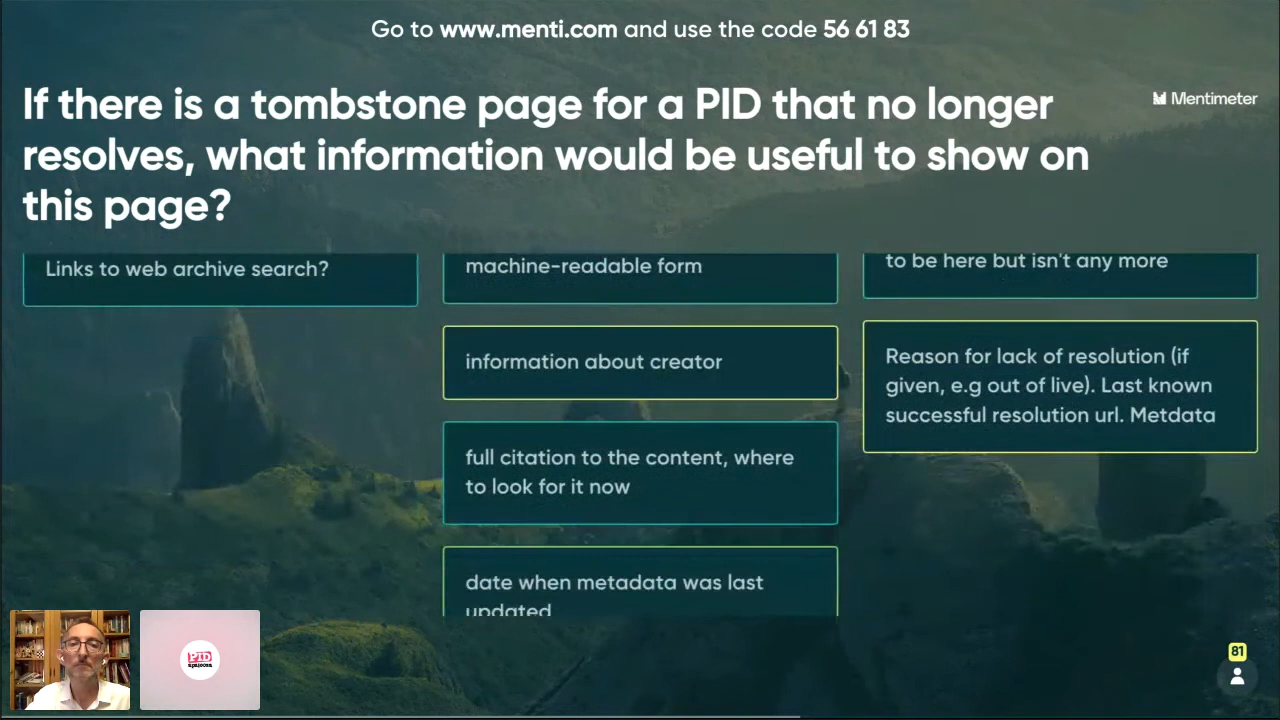 Go to www.menti.com and use the code 56 61 83
If there is a tombstone page for a PID that no longer
resolves, what information would be useful to show on
this page?
Mentimeter
Links to web archive search?
machine-readable form
information about creator
full citation to the content, where
to look for it now
date when metadata was last
updated
to be here but isn't any more
Reason for lack of resolution (if
given, e.g out of live). Last known
successful resolution url. Metdata
PID
apalooza
81